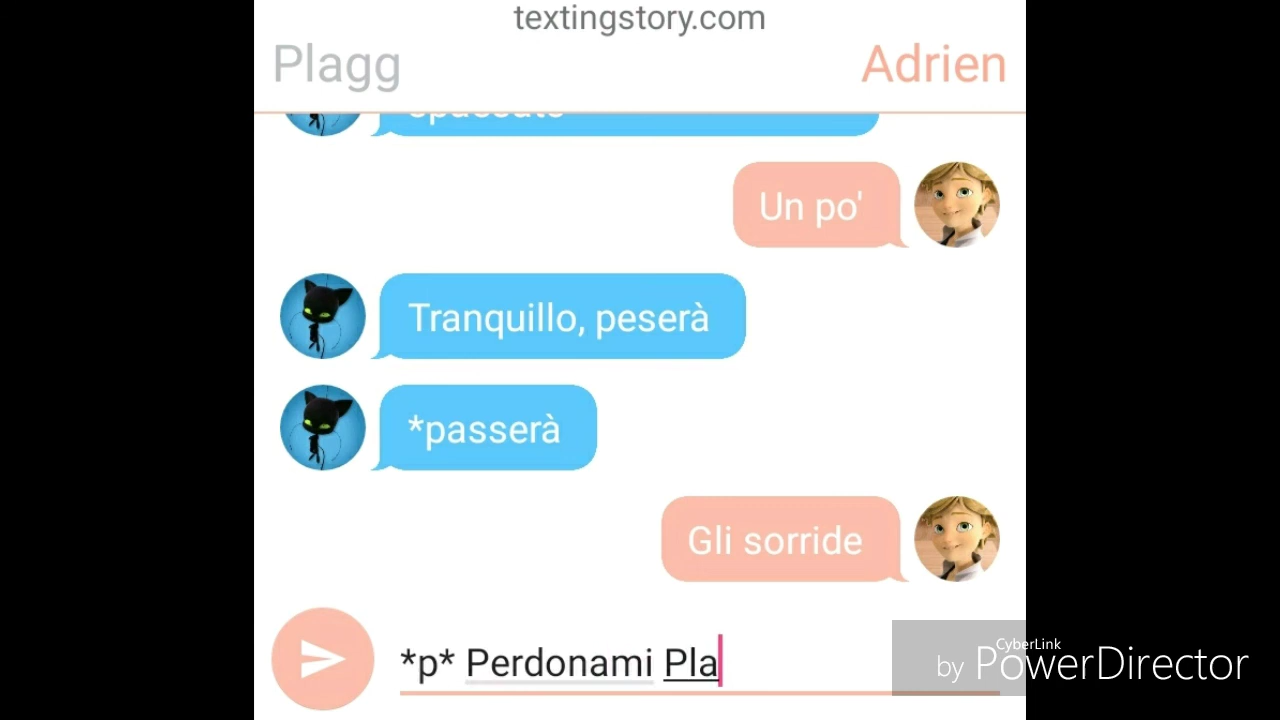 textingstory.com
Plagg
Adrien
Un po'
Tranquillo, peserà
*passerà
Gli sorride
*p* Perdonami Pla
CyberLink
by PowerDirector